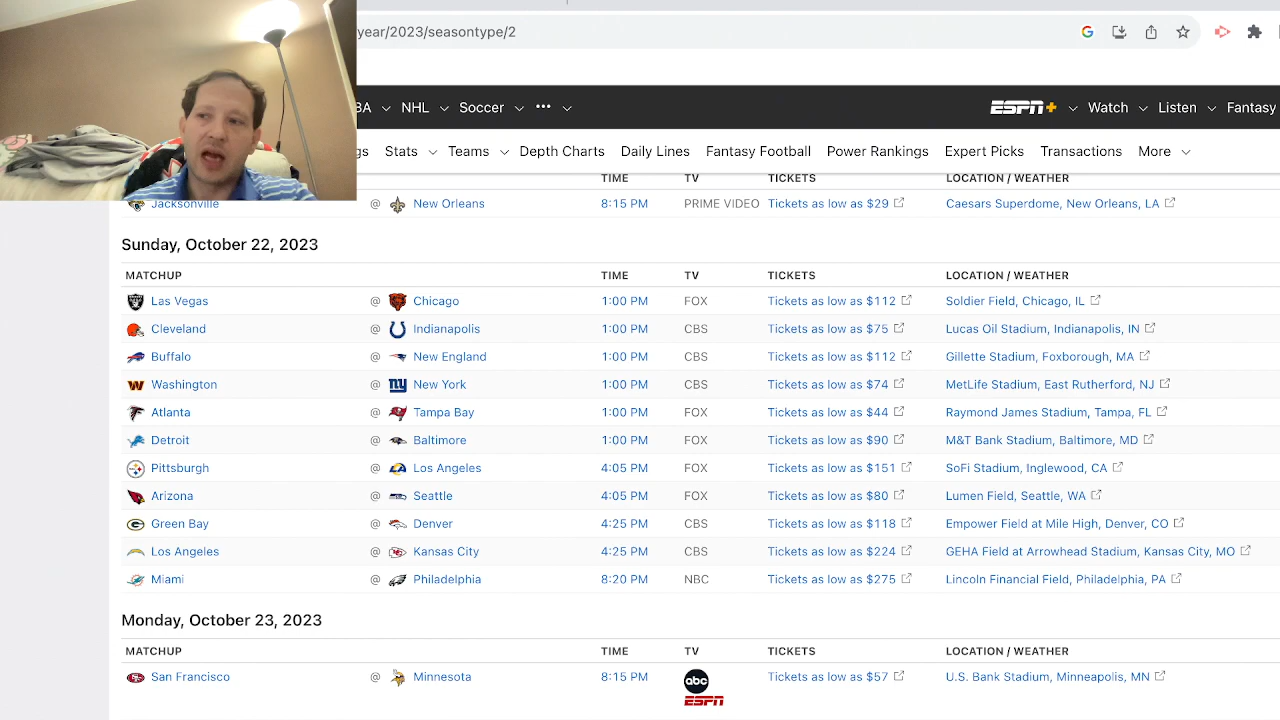 year/2023/seasontype/2
BA NHL Soccer ••• ESPN+ Watch Listen Fantasy
gs Stats Teams Depth Charts Daily Lines Fantasy Football Power Rankings Expert Picks Transactions More
TIME TV TICKETS LOCATION / WEATHER
Jacksonville @ New Orleans 8:15 PM PRIME VIDEO Tickets as low as $29 Caesars Superdome, New Orleans, LA
Sunday, October 22, 2023
MATCHUP TIME TV TICKETS LOCATION / WEATHER
Las Vegas @ Chicago 1:00 PM FOX Tickets as low as $112 Soldier Field, Chicago, IL
Cleveland @ Indianapolis 1:00 PM CBS Tickets as low as $75 Lucas Oil Stadium, Indianapolis, IN
Buffalo @ New England 1:00 PM CBS Tickets as low as $112 Gillette Stadium, Foxborough, MA
Washington @ New York 1:00 PM CBS Tickets as low as $74 MetLife Stadium, East Rutherford, NJ
Atlanta @ Tampa Bay 1:00 PM FOX Tickets as low as $44 Raymond James Stadium, Tampa, FL
Detroit @ Baltimore 1:00 PM FOX Tickets as low as $90 M&T Bank Stadium, Baltimore, MD
Pittsburgh @ Los Angeles 4:05 PM FOX Tickets as low as $151 SoFi Stadium, Inglewood, CA
Arizona @ Seattle 4:05 PM FOX Tickets as low as $80 Lumen Field, Seattle, WA
Green Bay @ Denver 4:25 PM CBS Tickets as low as $118 Empower Field at Mile High, Denver, CO
Los Angeles @ Kansas City 4:25 PM CBS Tickets as low as $224 GEHA Field at Arrowhead Stadium, Kansas City, MO
Miami @ Philadelphia 8:20 PM NBC Tickets as low as $275 Lincoln Financial Field, Philadelphia, PA
Monday, October 23, 2023
MATCHUP TIME TV TICKETS LOCATION / WEATHER
San Francisco @ Minnesota 8:15 PM abc Tickets as low as $57 U.S. Bank Stadium, Minneapolis, MN
ESPN